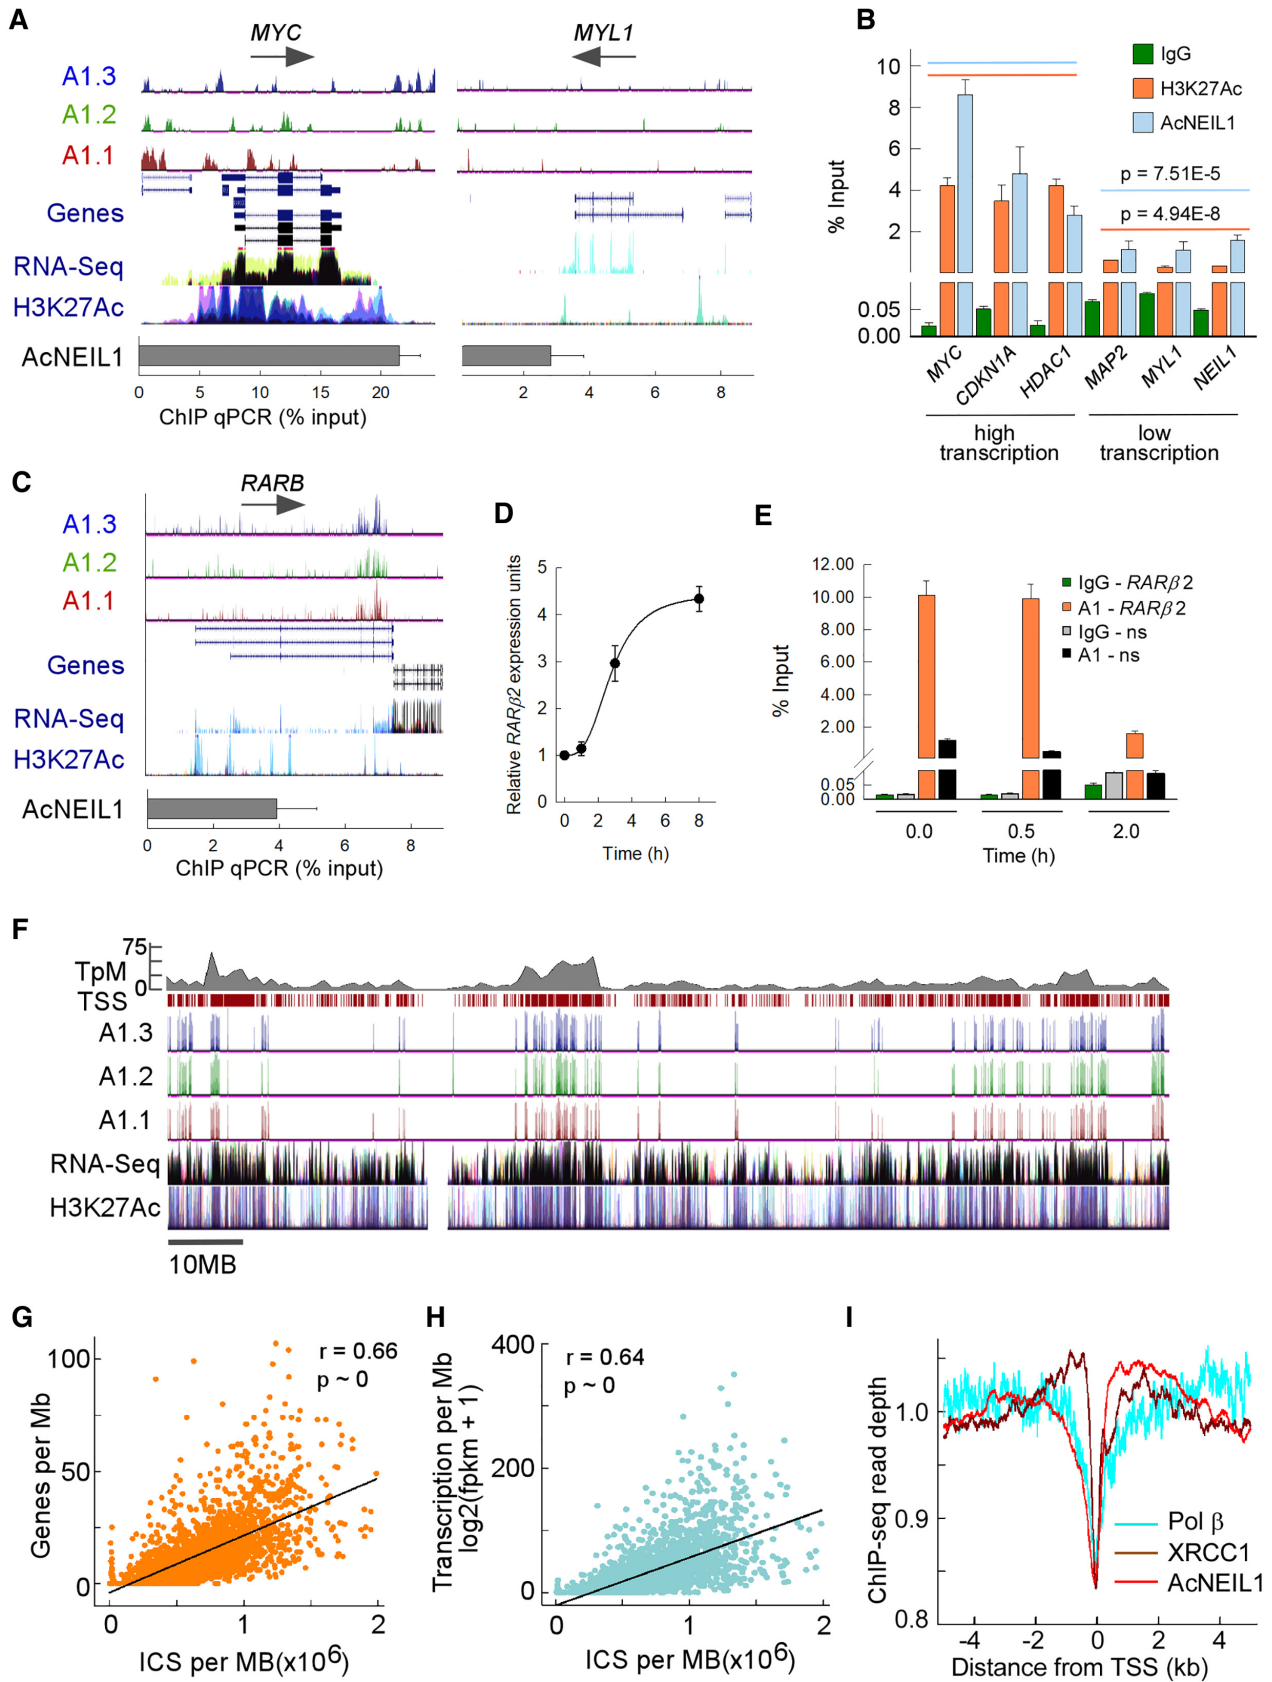 A
MYC
MYL1
A1.3
A1.2
A1.1
Genes
RNA-Seq
H3K27Ac
AcNEIL1
0 5 10 15 20
2 4 6 8
ChIP qPCR (% input)
B
IgG
H3K27Ac
AcNEIL1
% Input
10
8
6
4
2
0.05
0.00
p = 7.51E-5
p = 4.94E-8
MYC
CDKN1A
HDAC1
MAP2
MYL1
NEIL1
high
transcription
low
transcription
C
RARB
A1.3
A1.2
A1.1
Genes
RNA-Seq
H3K27Ac
AcNEIL1
0 2 4 6 8
ChIP qPCR (% input)
D
Relative RARβ2 expression units
5
4
3
2
1
0
0 2 4 6 8
Time (h)
E
% Input
12.00
10.00
8.00
6.00
4.00
2.00
0.05
0.00
IgG - RARβ2
A1 - RARβ2
IgG - ns
A1 - ns
0.0 0.5 2.0
Time (h)
F
75
TpM
0
TSS
A1.3
A1.2
A1.1
RNA-Seq
H3K27Ac
10MB
G
Genes per Mb
100
50
0
r = 0.66
p ~ 0
0 1 2
ICS per MB(x10⁶)
H
Transcription per Mb
log2(fpkm + 1)
400
200
0
r = 0.64
p ~ 0
0 1 2
ICS per MB(x10⁶)
I
ChIP-seq read depth
1.0
0.9
0.8
Pol β
XRCC1
AcNEIL1
-4 -2 0 2 4
Distance from TSS (kb)